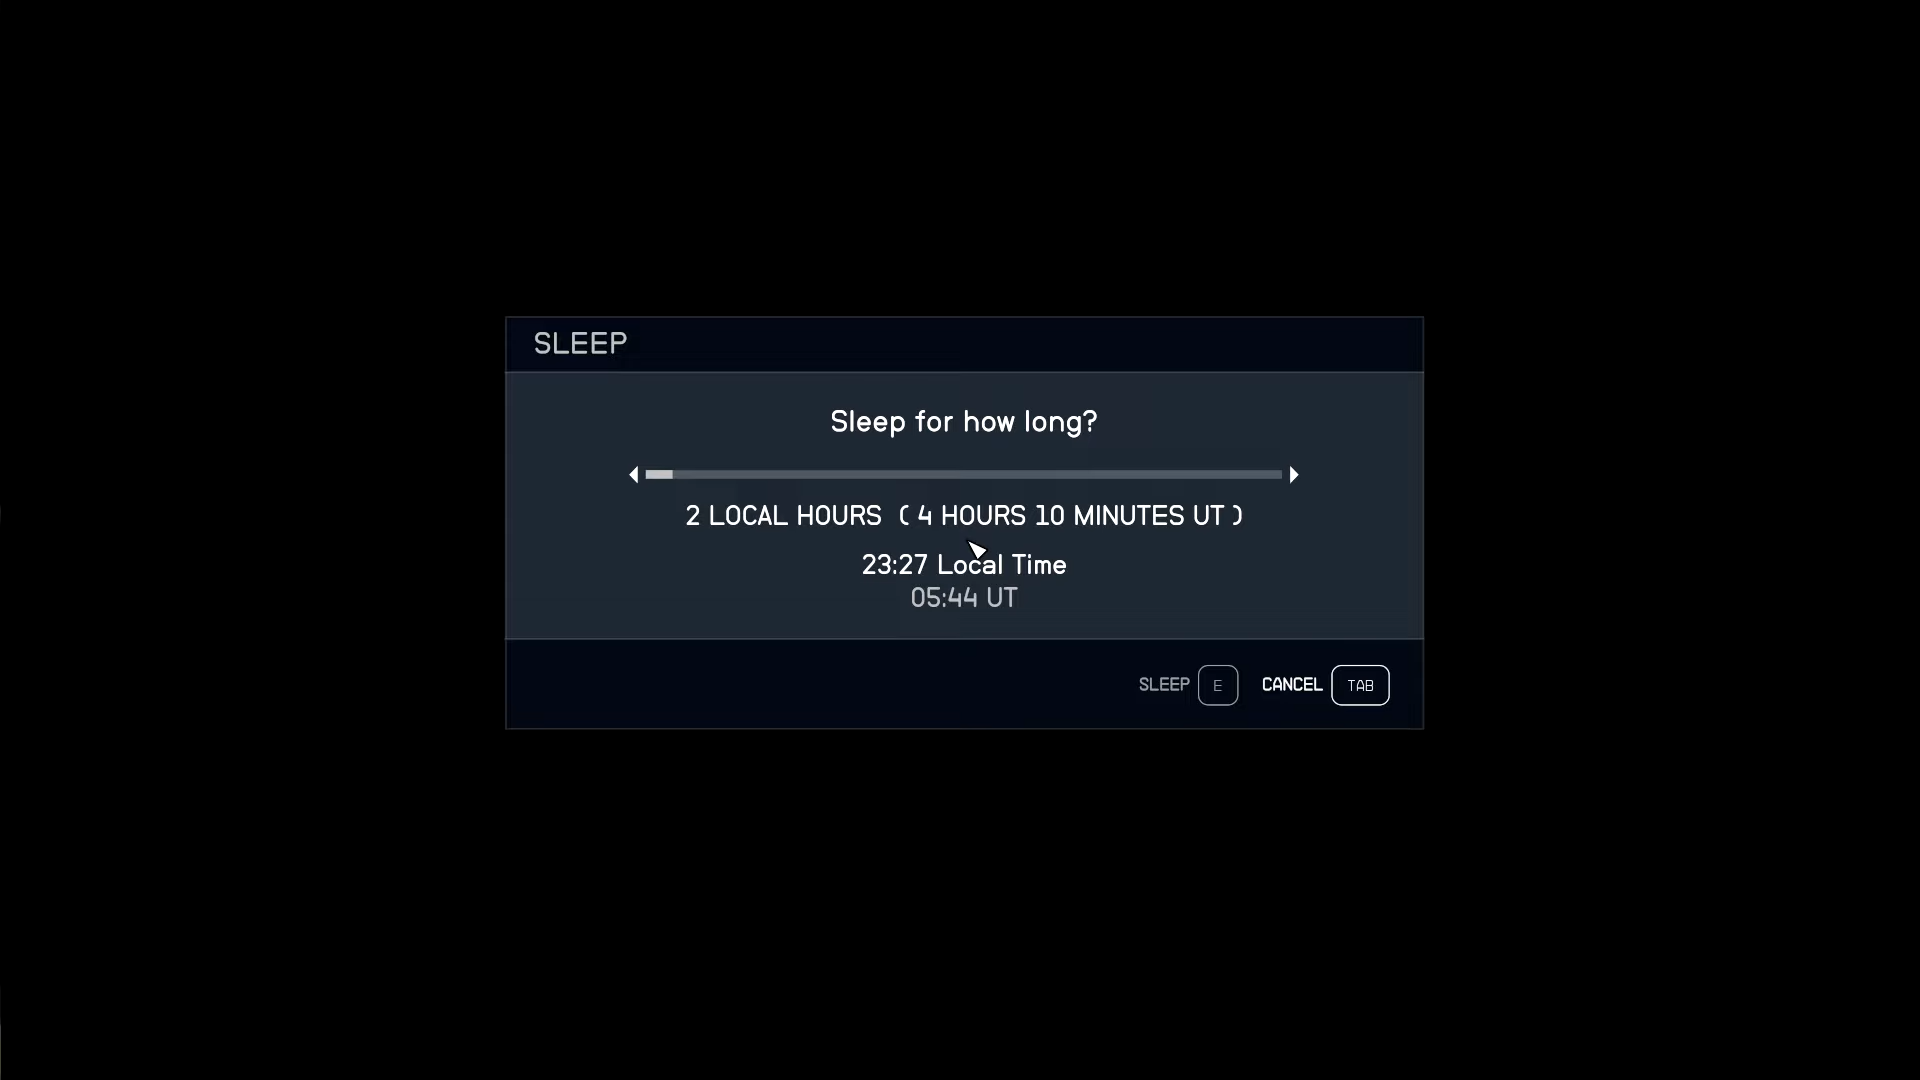 SLEEP
Sleep for how long?
2 LOCAL HOURS ( 4 HOURS 10 MINUTES UT )
23:27 Local Time
05:44 UT
SLEEP E CANCEL TAB